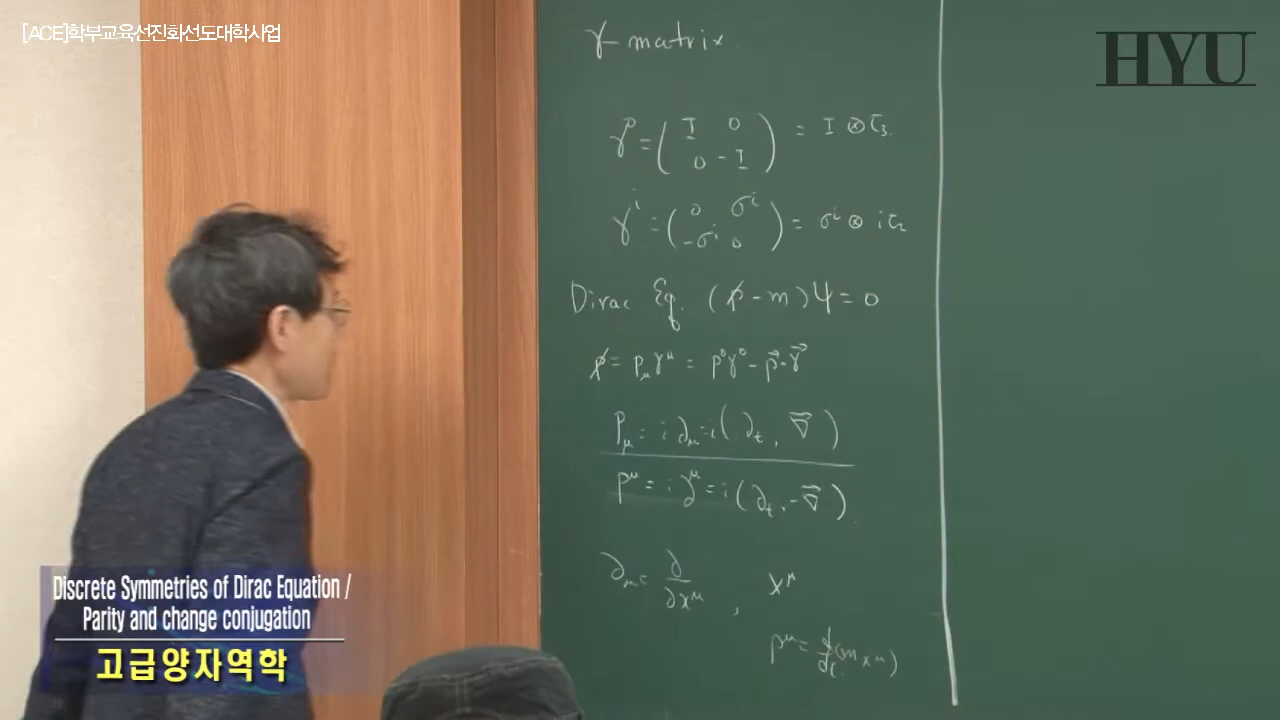 [ACE]학부교육선진화선도대학사업
HYU
γ-matrix
γ⁰ = ( I 0 ; 0 -I ) = I ⊗ τ₃
γⁱ = ( 0 σⁱ ; -σⁱ 0 ) = σⁱ ⊗ iτ₂
Dirac Eq. (p̸ - m)Ψ = 0
p̸ = p_μ γ^μ = p⁰γ⁰ - p⃗·γ⃗
P_μ = i∂_μ = i(∂_t, ∇⃗)
p^μ = i∂^μ = i(∂_t, -∇⃗)
∂_μ = ∂/∂x^μ , x^μ
Discrete Symmetries of Dirac Equation /
Parity and change conjugation
고급양자역학